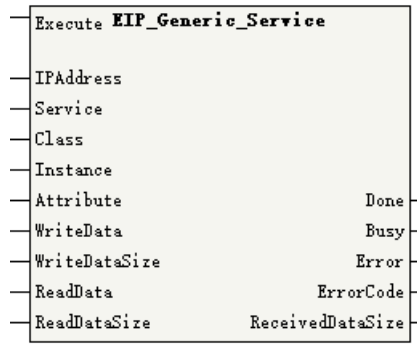 Execute EIP_Generic_Service
IPAddress
Service
Class
Instance
Attribute Done
WriteData Busy
WriteDataSize Error
ReadData ErrorCode
ReadDataSize ReceivedDataSize